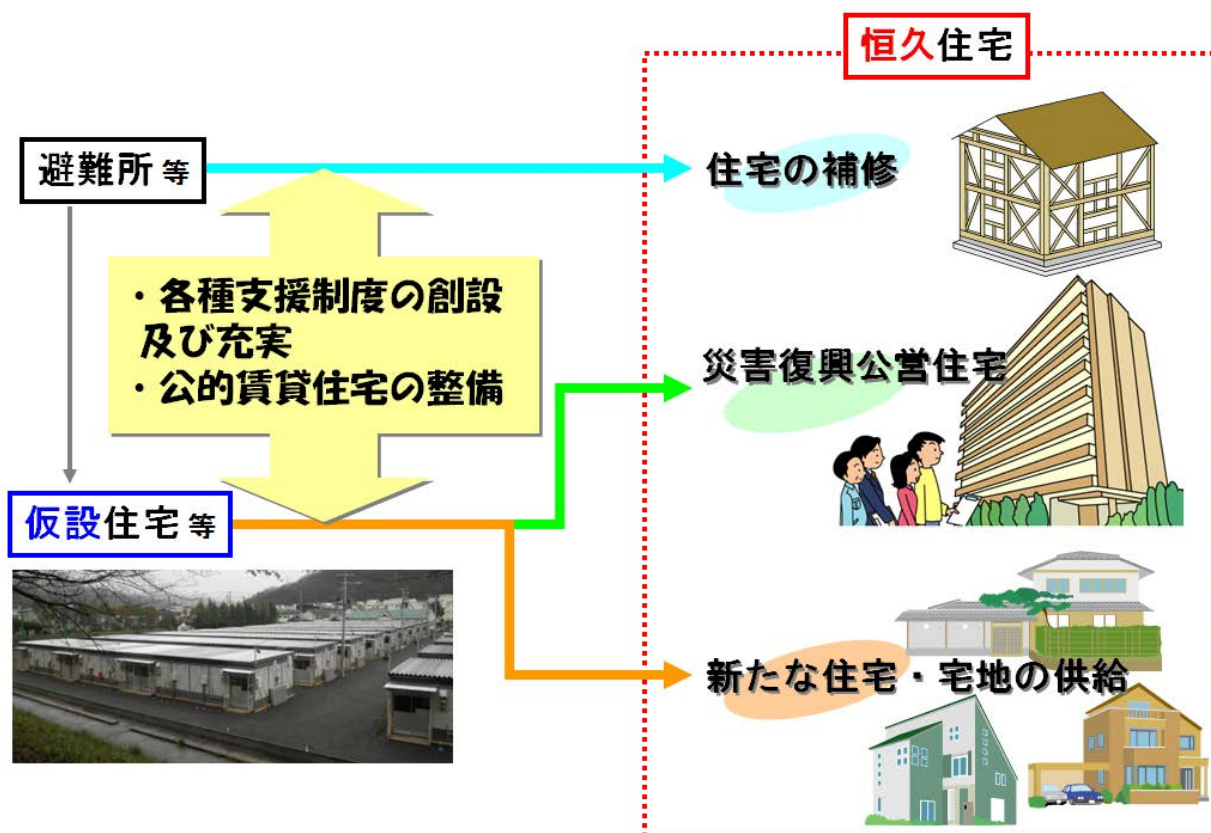 恒久住宅
避難所等
住宅の補修
・各種支援制度の創設
及び充実
・公的賃貸住宅の整備
災害復興公営住宅
仮設住宅等
新たな住宅・宅地の供給